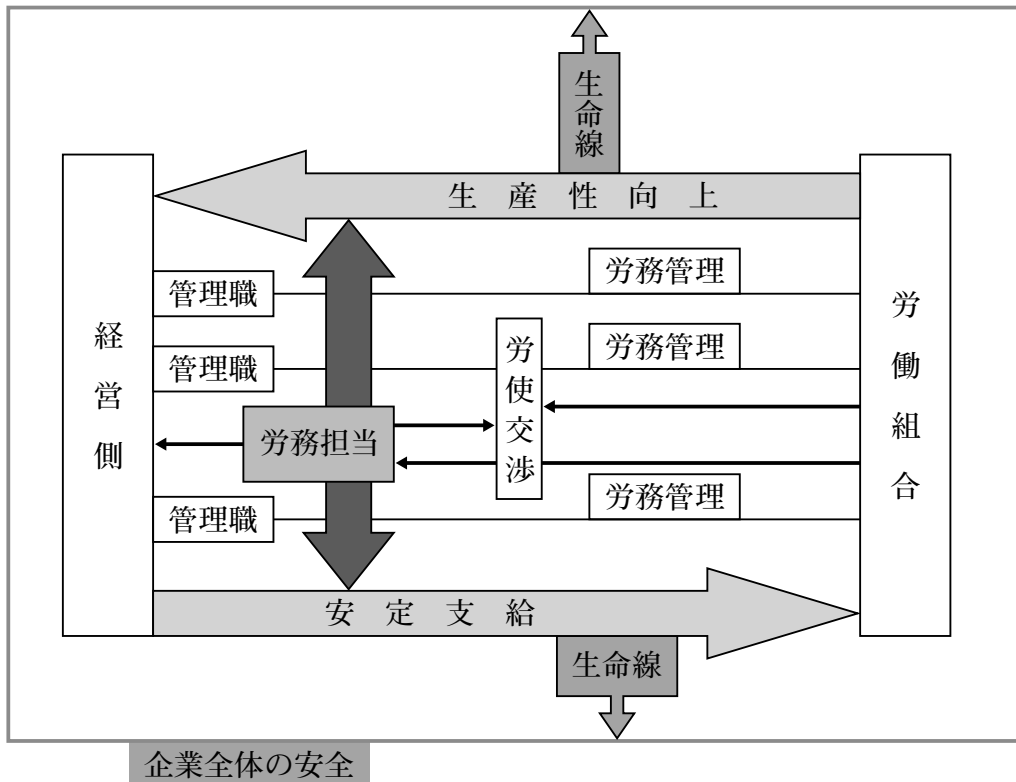 生命線
生産性向上
経営側
管理職
労務管理
管理職
労務管理
労使交渉
労務担当
管理職
労務管理
労働組合
安定支給
生命線
企業全体の安全